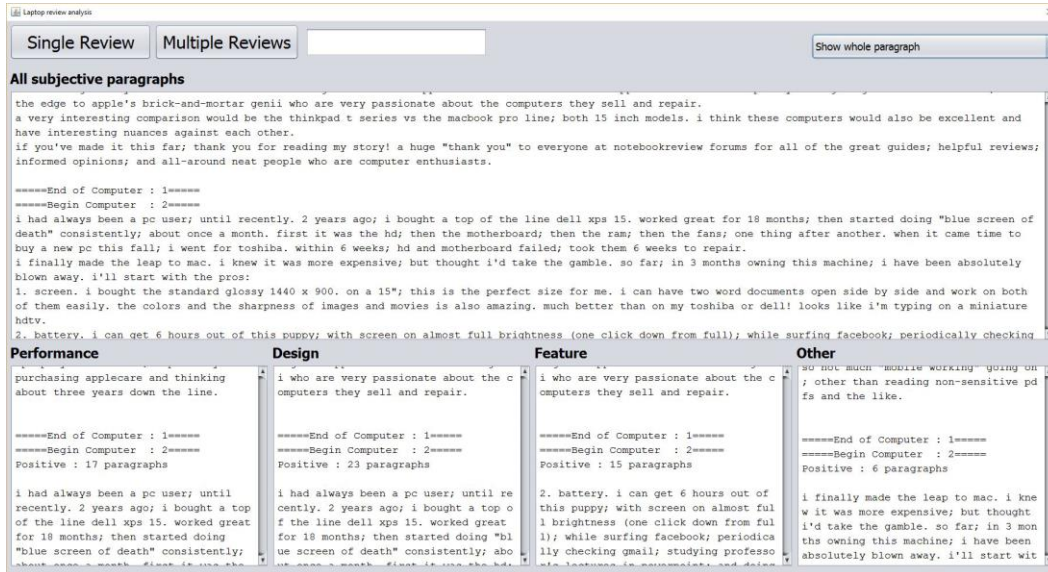 Laptop review analysis
Single Review
Multiple Reviews
Show whole paragraph
All subjective paragraphs
the edge to apple's brick-and-mortar genii who are very passionate about the computers they sell and repair.
a very interesting comparison would be the thinkpad t series vs the macbook pro line; both 15 inch models. i think these computers would also be excellent and
have interesting nuances against each other.
if you've made it this far; thank you for reading my story! a huge "thank you" to everyone at notebookreview forums for all of the great guides; helpful reviews;
informed opinions; and all-around neat people who are computer enthusiasts.
=====End of Computer : 1=====
=====Begin Computer  : 2=====
i had always been a pc user; until recently. 2 years ago; i bought a top of the line dell xps 15. worked great for 18 months; then started doing "blue screen of
death" consistently; about once a month. first it was the hd; then the motherboard; then the ram; then the fans; one thing after another. when it came time to
buy a new pc this fall; i went for toshiba. within 6 weeks; hd and motherboard failed; took them 6 weeks to repair.
i finally made the leap to mac. i knew it was more expensive; but thought i'd take the gamble. so far; in 3 months owning this machine; i have been absolutely
blown away. i'll start with the pros:
1. screen. i bought the standard glossy 1440 x 900. on a 15"; this is the perfect size for me. i can have two word documents open side by side and work on both
of them easily. the colors and the sharpness of images and movies is also amazing. much better than on my toshiba or dell! looks like i'm typing on a miniature
hdtv.
2. battery. i can get 6 hours out of this puppy; with screen on almost full brightness (one click down from full); while surfing facebook; periodically checking
Performance
purchasing applecare and thinking
about three years down the line.
=====End of Computer : 1=====
=====Begin Computer  : 2=====
Positive : 17 paragraphs
i had always been a pc user; until
recently. 2 years ago; i bought a top
of the line dell xps 15. worked great
for 18 months; then started doing
"blue screen of death" consistently;
about once a month. first it was the
Design
i who are very passionate about the c
omputers they sell and repair.
=====End of Computer : 1=====
=====Begin Computer  : 2=====
Positive : 23 paragraphs
i had always been a pc user; until re
cently. 2 years ago; i bought a top o
f the line dell xps 15. worked great
for 18 months; then started doing "bl
ue screen of death" consistently; abo
ut once a month. first it was the hd;
Feature
i who are very passionate about the c
omputers they sell and repair.
=====End of Computer : 1=====
=====Begin Computer  : 2=====
Positive : 15 paragraphs
2. battery. i can get 6 hours out of
this puppy; with screen on almost ful
l brightness (one click down from ful
l); while surfing facebook; periodica
lly checking gmail; studying professo
r's lectures in powerpoint; and doing
Other
so not much "mobile working" going on
; other than reading non-sensitive pd
fs and the like.
=====End of Computer : 1=====
=====Begin Computer  : 2=====
Positive : 6 paragraphs
i finally made the leap to mac. i kne
w it was more expensive; but thought
i'd take the gamble. so far; in 3 mon
ths owning this machine; i have been
absolutely blown away. i'll start wit